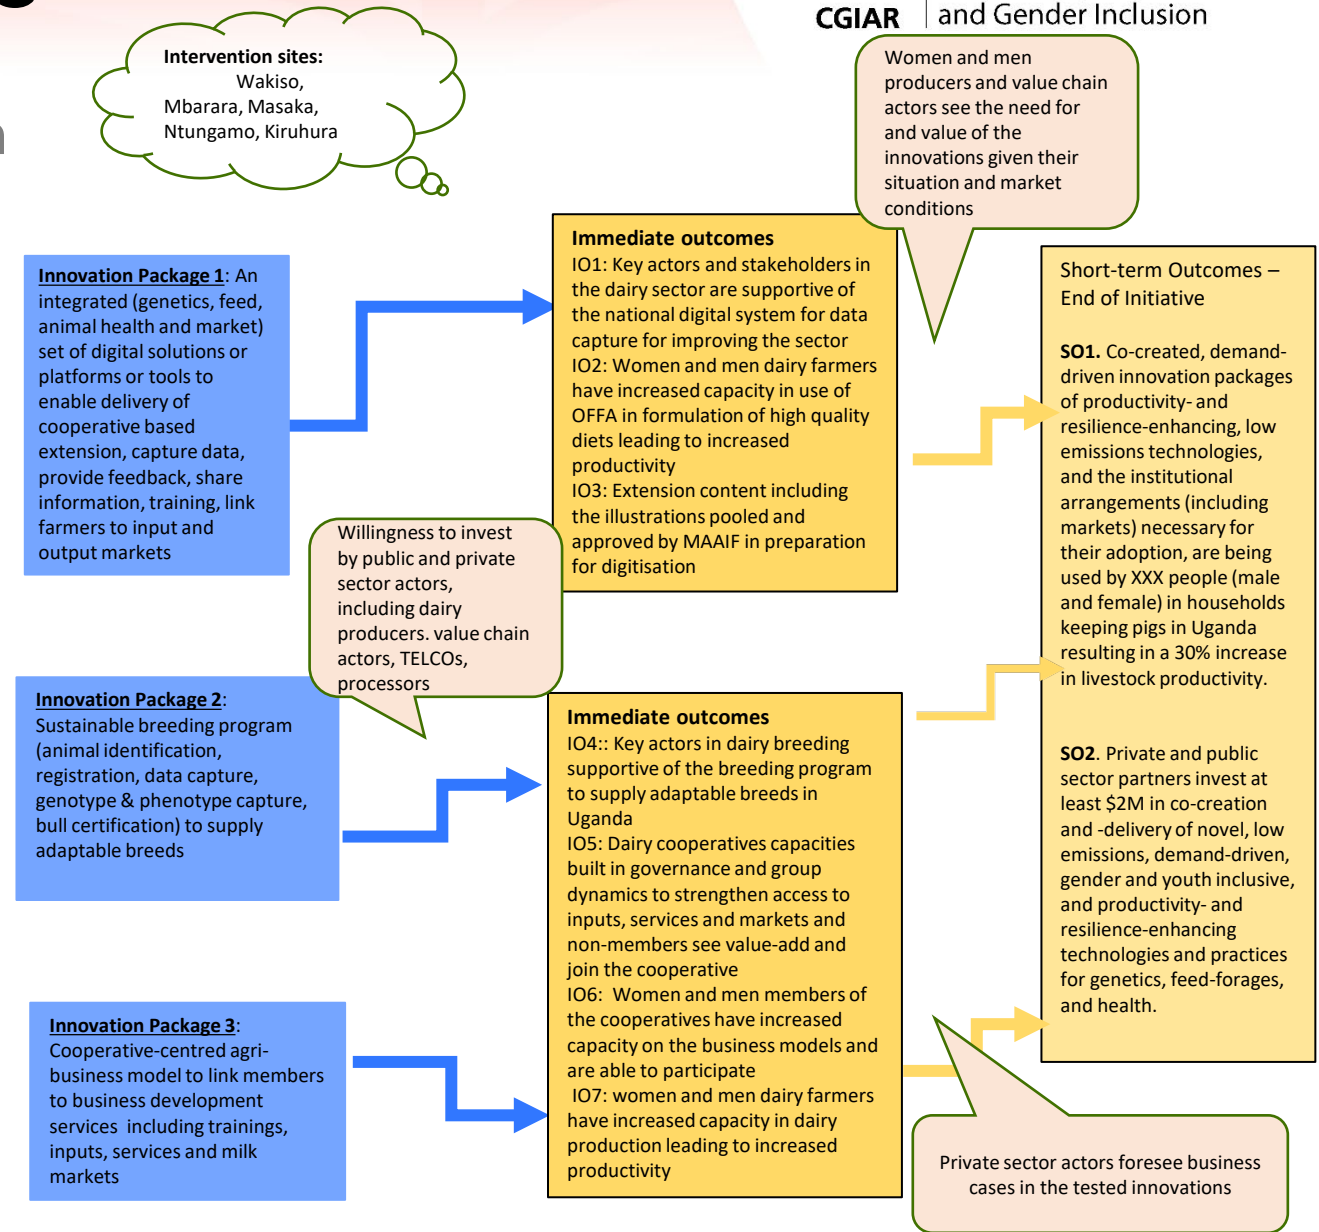 CGIAR
and Gender Inclusion
Intervention sites:
Wakiso,
Mbarara, Masaka,
Ntungamo, Kiruhura
Women and men
producers and value chain
actors see the need for
and value of the
innovations given their
situation and market
conditions
Innovation Package 1: An
integrated (genetics, feed,
animal health and market)
set of digital solutions or
platforms or tools to
enable delivery of
cooperative based
extension, capture data,
provide feedback, share
information, training, link
farmers to input and
output markets
Immediate outcomes
IO1: Key actors and stakeholders in
the dairy sector are supportive of
the national digital system for data
capture for improving the sector
IO2: Women and men dairy farmers
have increased capacity in use of
OFFA in formulation of high quality
diets leading to increased
productivity
IO3: Extension content including
the illustrations pooled and
approved by MAAIF in preparation
for digitisation
Short-term Outcomes –
End of Initiative
SO1. Co-created, demand-
driven innovation packages
of productivity- and
resilience-enhancing, low
emissions technologies,
and the institutional
arrangements (including
markets) necessary for
their adoption, are being
used by XXX people (male
and female) in households
keeping pigs in Uganda
resulting in a 30% increase
in livestock productivity.
SO2. Private and public
sector partners invest at
least $2M in co-creation
and -delivery of novel, low
emissions, demand-driven,
gender and youth inclusive,
and productivity- and
resilience-enhancing
technologies and practices
for genetics, feed-forages,
and health.
Willingness to invest
by public and private
sector actors,
including dairy
producers. value chain
actors, TELCOs,
processors
Innovation Package 2:
Sustainable breeding program
(animal identification,
registration, data capture,
genotype & phenotype capture,
bull certification) to supply
adaptable breeds
Immediate outcomes
IO4:: Key actors in dairy breeding
supportive of the breeding program
to supply adaptable breeds in
Uganda
IO5: Dairy cooperatives capacities
built in governance and group
dynamics to strengthen access to
inputs, services and markets and
non-members see value-add and
join the cooperative
IO6:  Women and men members of
the cooperatives have increased
capacity on the business models and
are able to participate
IO7: women and men dairy farmers
have increased capacity in dairy
production leading to increased
productivity
Innovation Package 3:
Cooperative-centred agri-
business model to link members
to business development
services  including trainings,
inputs, services and milk
markets
Private sector actors foresee business
cases in the tested innovations